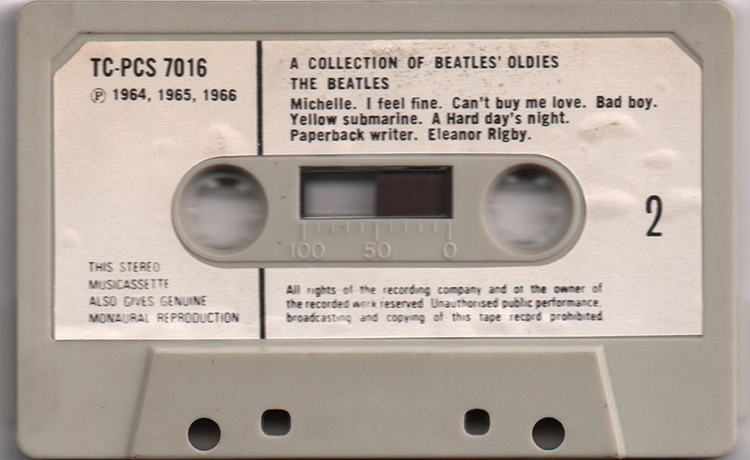 TC-PCS 7016
Ⓟ 1964, 1965, 1966
A COLLECTION OF BEATLES' OLDIES
THE BEATLES
Michelle. I feel fine. Can't buy me love. Bad boy.
Yellow submarine. A Hard day's night.
Paperback writer. Eleanor Rigby.
2
100 50 0
THIS STEREO
MUSICASSETTE
ALSO GIVES GENUINE
MONAURAL REPRODUCTION
All rights of the recording company and of the owner of
the recorded work reserved Unauthorised public performance,
broadcasting and copying of this tape record prohibited